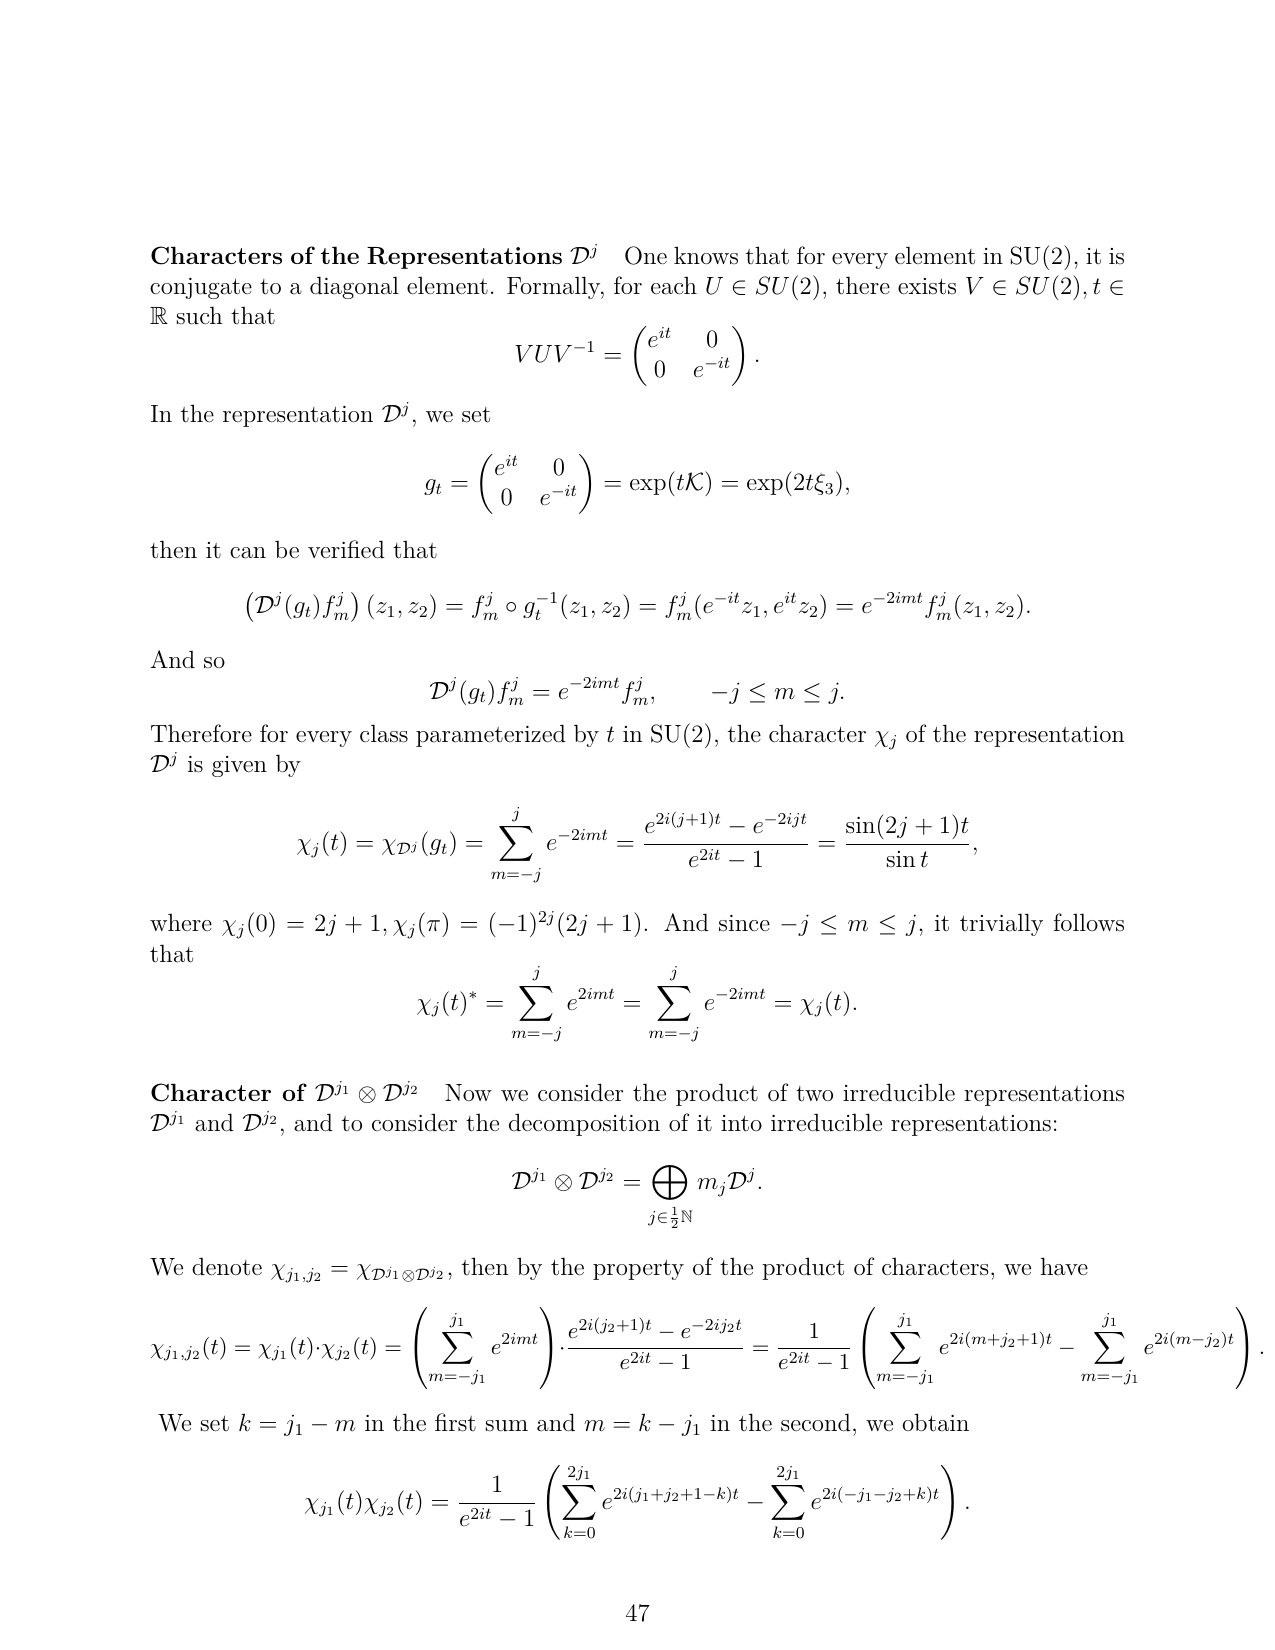 Characters of the Representations 𝒟ʲ One knows that for every element in SU(2), it is
conjugate to a diagonal element. Formally, for each $U \in SU(2)$, there exists $V \in SU(2), t \in$
$\mathbb{R}$ such that
$VUV^{-1} = \begin{pmatrix} e^{it} & 0 \\ 0 & e^{-it} \end{pmatrix}.$
In the representation $\mathcal{D}^j$, we set
$g_t = \begin{pmatrix} e^{it} & 0 \\ 0 & e^{-it} \end{pmatrix} = \exp(t\mathcal{K}) = \exp(2t\xi_3),$
then it can be verified that
$\left(\mathcal{D}^j(g_t) f_m^j\right)(z_1, z_2) = f_m^j \circ g_t^{-1}(z_1, z_2) = f_m^j(e^{-it}z_1, e^{it}z_2) = e^{-2imt} f_m^j(z_1, z_2).$
And so
$\mathcal{D}^j(g_t) f_m^j = e^{-2imt} f_m^j, \qquad -j \leq m \leq j.$
Therefore for every class parameterized by $t$ in SU(2), the character $\chi_j$ of the representation
$\mathcal{D}^j$ is given by
$\chi_j(t) = \chi_{\mathcal{D}^j}(g_t) = \sum_{m=-j}^{j} e^{-2imt} = \frac{e^{2i(j+1)t} - e^{-2ijt}}{e^{2it} - 1} = \frac{\sin(2j+1)t}{\sin t},$
where $\chi_j(0) = 2j + 1, \chi_j(\pi) = (-1)^{2j}(2j + 1)$. And since $-j \leq m \leq j$, it trivially follows
that
$\chi_j(t)^* = \sum_{m=-j}^{j} e^{2imt} = \sum_{m=-j}^{j} e^{-2imt} = \chi_j(t).$
Character of $\mathcal{D}^{j_1} \otimes \mathcal{D}^{j_2}$ Now we consider the product of two irreducible representations
$\mathcal{D}^{j_1}$ and $\mathcal{D}^{j_2}$, and to consider the decomposition of it into irreducible representations:
$\mathcal{D}^{j_1} \otimes \mathcal{D}^{j_2} = \bigoplus_{j \in \frac{1}{2}\mathbb{N}} m_j \mathcal{D}^j.$
We denote $\chi_{j_1,j_2} = \chi_{\mathcal{D}^{j_1} \otimes \mathcal{D}^{j_2}}$, then by the property of the product of characters, we have
$\chi_{j_1,j_2}(t) = \chi_{j_1}(t) \cdot \chi_{j_2}(t) = \left( \sum_{m=-j_1}^{j_1} e^{2imt} \right) \cdot \frac{e^{2i(j_2+1)t} - e^{-2ij_2t}}{e^{2it} - 1} = \frac{1}{e^{2it} - 1} \left( \sum_{m=-j_1}^{j_1} e^{2i(m+j_2+1)t} - \sum_{m=-j_1}^{j_1} e^{2i(m-j_2)t} \right).$
We set $k = j_1 - m$ in the first sum and $m = k - j_1$ in the second, we obtain
$\chi_{j_1}(t)\chi_{j_2}(t) = \frac{1}{e^{2it} - 1} \left( \sum_{k=0}^{2j_1} e^{2i(j_1+j_2+1-k)t} - \sum_{k=0}^{2j_1} e^{2i(-j_1-j_2+k)t} \right).$
47